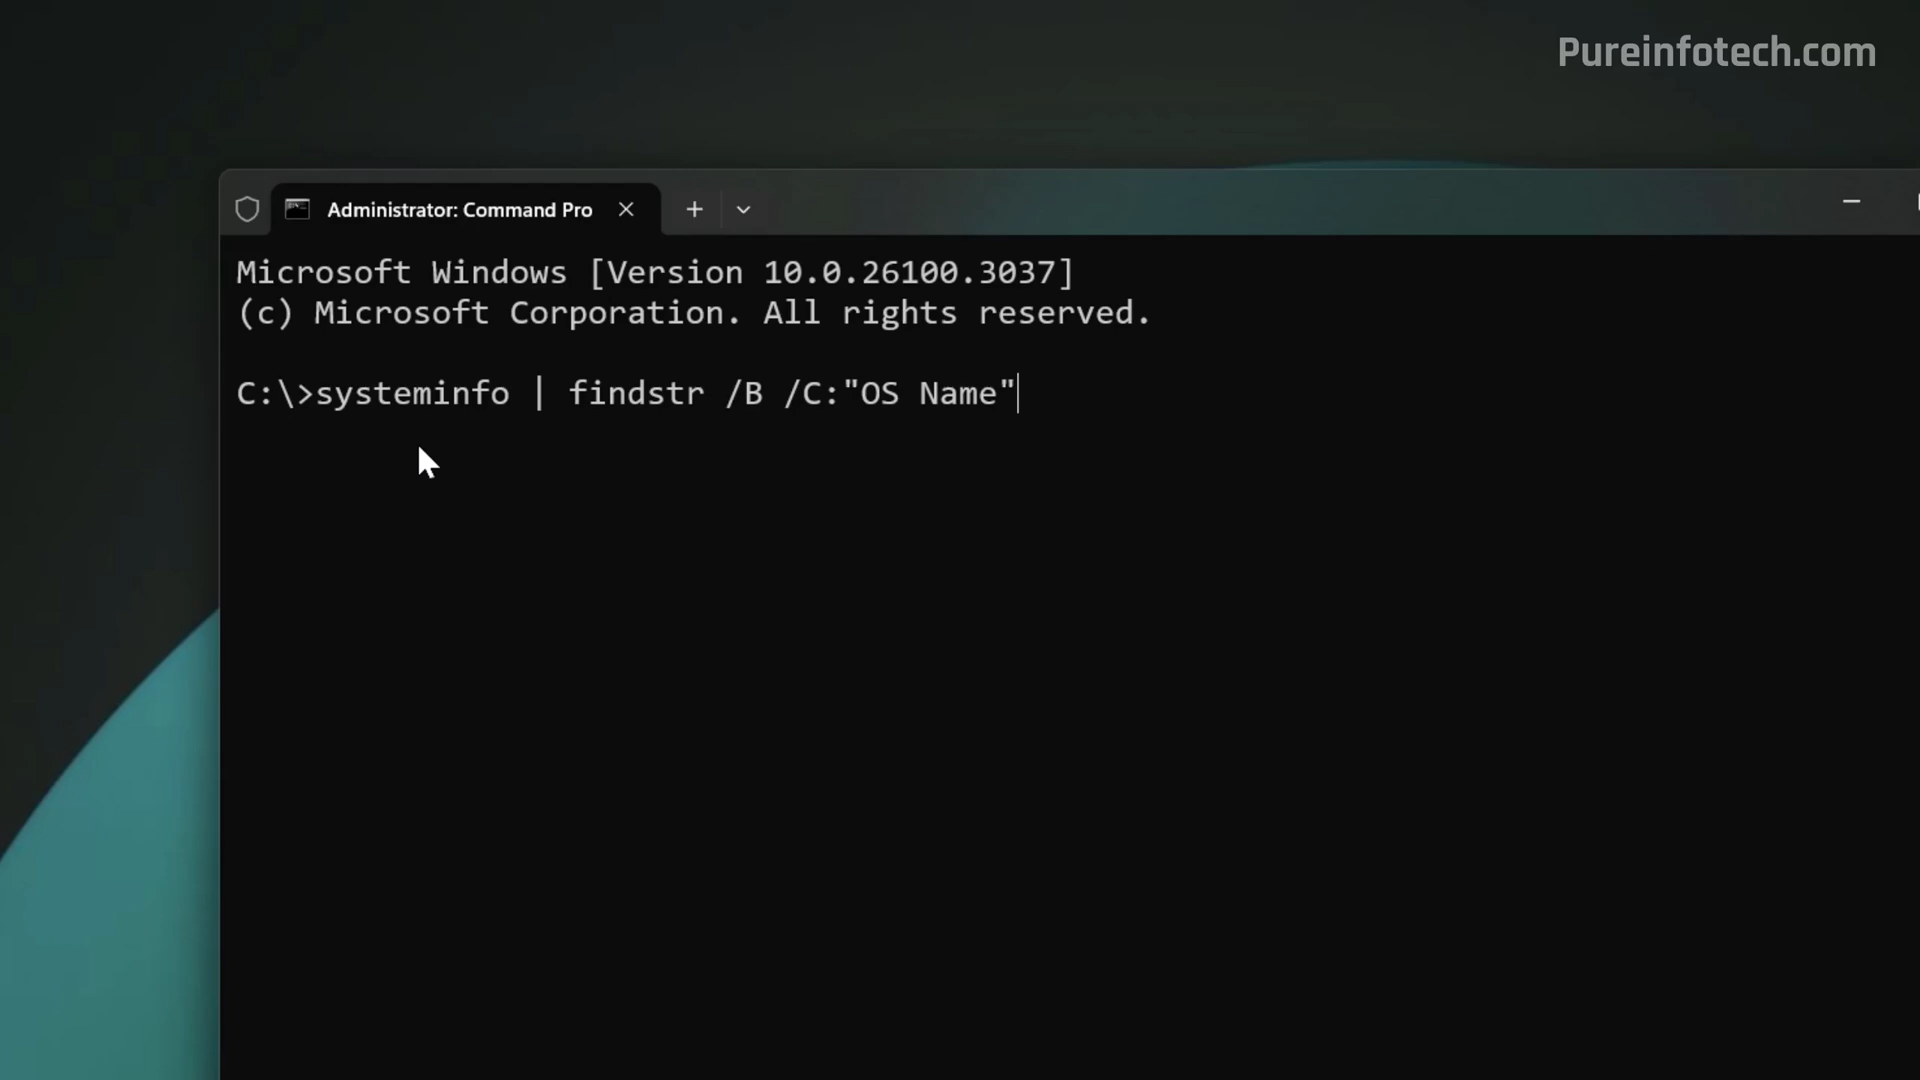 Pureinfotech.com
Administrator: Command Pro
Microsoft Windows [Version 10.0.26100.3037]
(c) Microsoft Corporation. All rights reserved.
C:\>systeminfo | findstr /B /C:"OS Name"